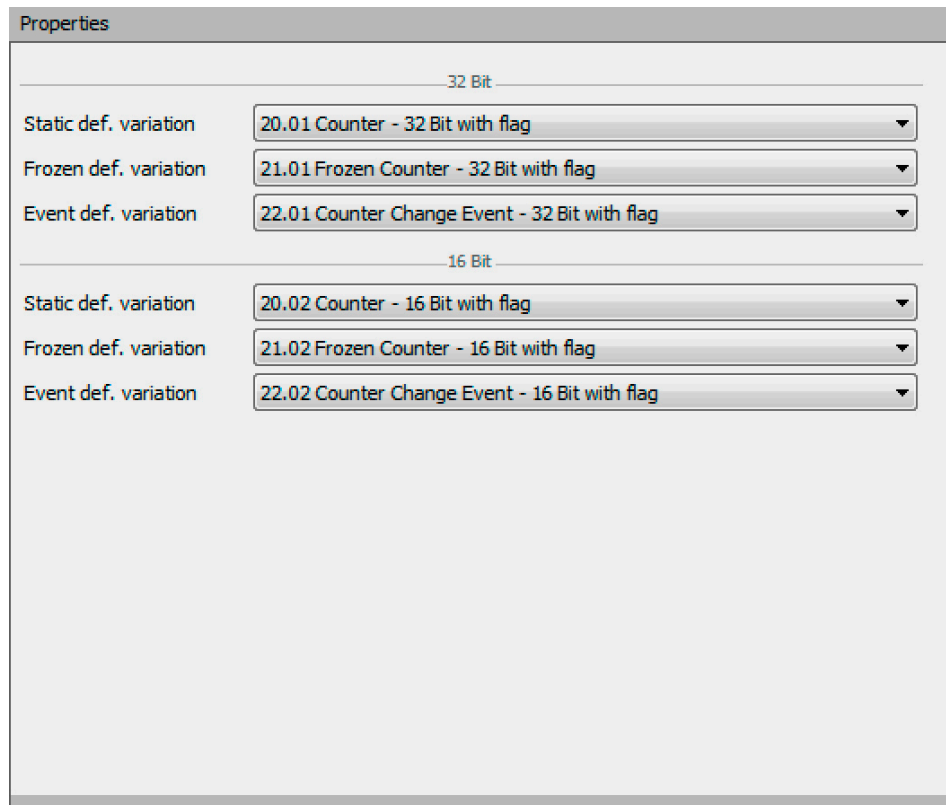 Properties
32 Bit
Static def. variation 20.01 Counter - 32 Bit with flag
Frozen def. variation 21.01 Frozen Counter - 32 Bit with flag
Event def. variation 22.01 Counter Change Event - 32 Bit with flag
16 Bit
Static def. variation 20.02 Counter - 16 Bit with flag
Frozen def. variation 21.02 Frozen Counter - 16 Bit with flag
Event def. variation 22.02 Counter Change Event - 16 Bit with flag